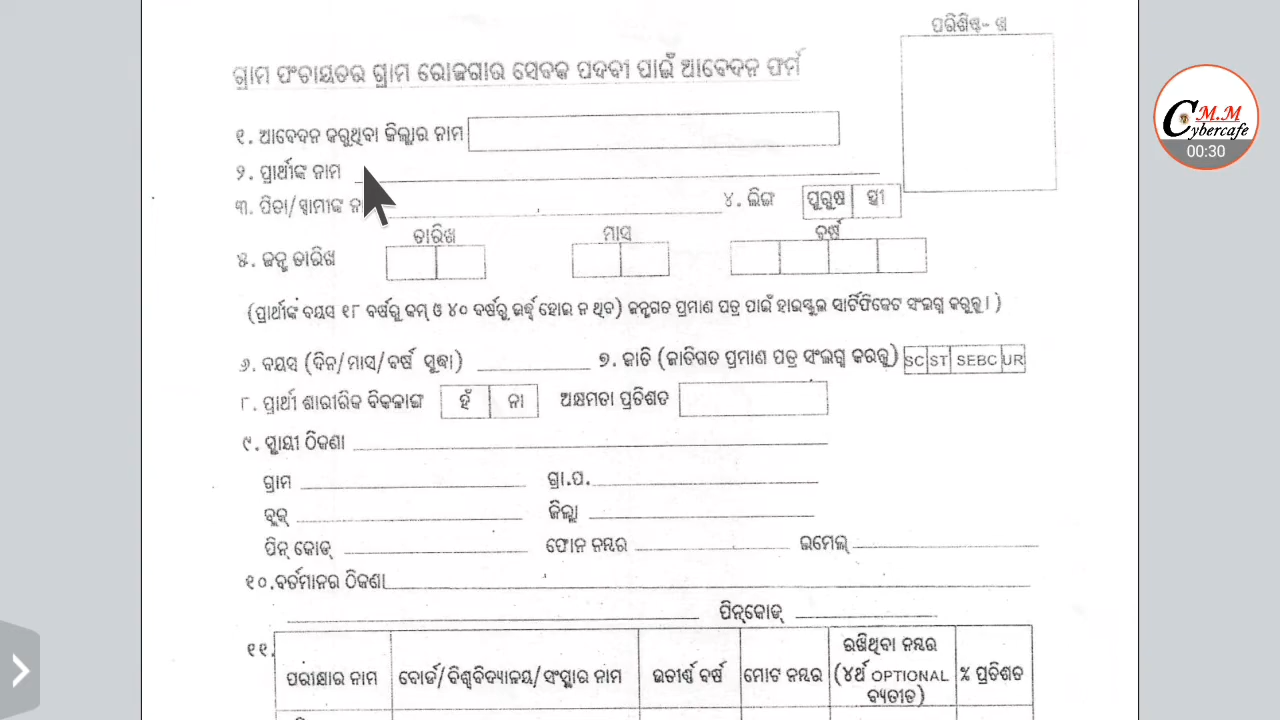 ପରିଶିଷ୍ଟ- ଖ
ଗ୍ରାମ ପଂଚାୟତର ଗ୍ରାମ ରୋଜଗାର ସେବକ ପଦବୀ ପାଇଁ ଆବେଦନ ଫର୍ମ
C M.M
Cybercafe
00:30
୧. ଆବେଦନ କରୁଥିବା ଜିଲ୍ଲାର ନାମ
୨. ପ୍ରାର୍ଥୀଙ୍କ ନାମ
୩. ପିତା/ସ୍ଵାମୀଙ୍କ ୪. ଲିଙ୍ଗ ପୁରୁଷ ସ୍ତ୍ରୀ
ତାରିଖ ମାସ ବର୍ଷ
୫. ଜନ୍ମ ତାରିଖ
(ପ୍ରାର୍ଥୀଙ୍କ ବୟସ ୧୮ ବର୍ଷରୁ କମ୍ ଓ ୪୦ ବର୍ଷରୁ ଉର୍ଦ୍ଧ୍ଵ ହୋଇ ନ ଥିବ) ଜନ୍ମଗତ ପ୍ରମାଣ ପତ୍ର ପାଇଁ ହାଇସ୍କୁଲ ସାର୍ଟିଫିକେଟ ସଂଲଗ୍ନ କରନ୍ତୁ।)
୬. ବୟସ (ଦିନ/ମାସ/ବର୍ଷ ସୁଦ୍ଧା) ୭. ଜାତି (ଜାତିଗତ ପ୍ରମାଣ ପତ୍ର ସଂଲଗ୍ନ କରନ୍ତୁ) SC ST SEBC UR
୮. ପ୍ରାର୍ଥୀ ଶାରୀରିକ ବିକଳାଙ୍ଗ ହଁ ନା ଅକ୍ଷମତା ପ୍ରତିଶତ
୯. ସ୍ଥାୟୀ ଠିକଣା
ଗ୍ରାମ ଗ୍ରା.ପ.
ବ୍ଲକ୍ ଜିଲ୍ଲା
ପିନ୍ କୋଡ୍ ଫୋନ ନମ୍ବର ଇମେଲ୍
୧୦.ବର୍ତମାନର ଠିକଣା
ପିନ୍‌କୋଡ୍
୧୧.
ପରୀକ୍ଷାର ନାମ ବୋର୍ଡ/ବିଶ୍ଵବିଦ୍ୟାଳୟ/ସଂସ୍ଥାର ନାମ ଉତୀର୍ଣ୍ଣ ବର୍ଷ ମୋଟ ନମ୍ବର ରଖିଥିବା ନମ୍ବର (୪ର୍ଥ OPTIONAL ବ୍ୟତୀତ) % ପ୍ରତିଶତ